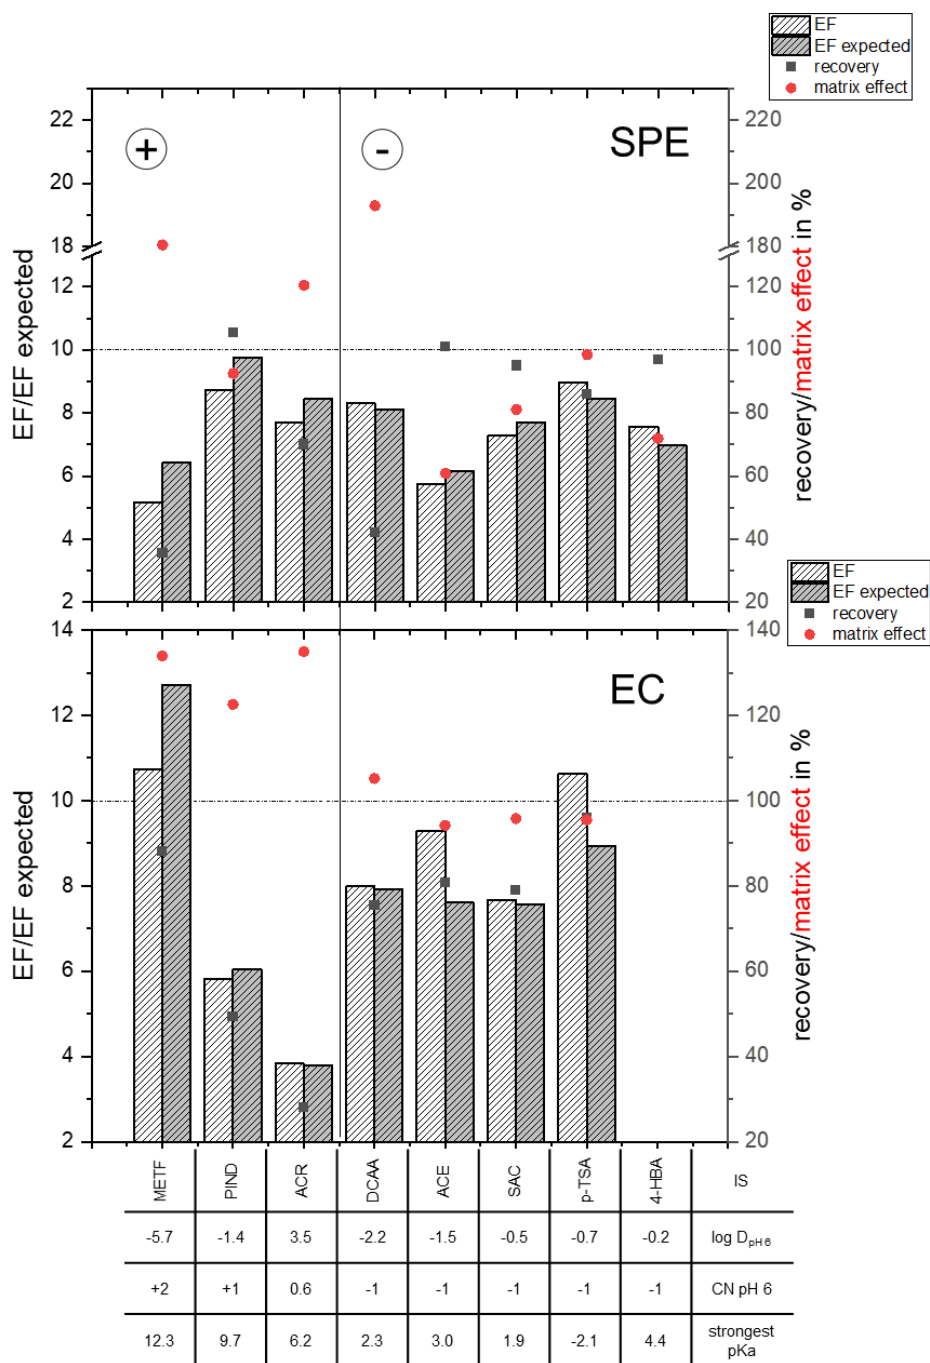 EF
EF expected
recovery
matrix effect
+
-
SPE
22
20
18
12
10
8
6
4
2
EF/EF expected
220
200
180
120
100
80
60
40
20
recovery/matrix effect in %
EF
EF expected
recovery
matrix effect
EC
14
12
10
8
6
4
2
EF/EF expected
140
120
100
80
60
40
20
recovery/matrix effect in %
METF PIND ACR DCAA ACE SAC p-TSA 4-HBA IS
-5.7 -1.4 3.5 -2.2 -1.5 -0.5 -0.7 -0.2 log D pH 6
+2 +1 0.6 -1 -1 -1 -1 -1 CN pH 6
12.3 9.7 6.2 2.3 3.0 1.9 -2.1 4.4 strongest
pKa